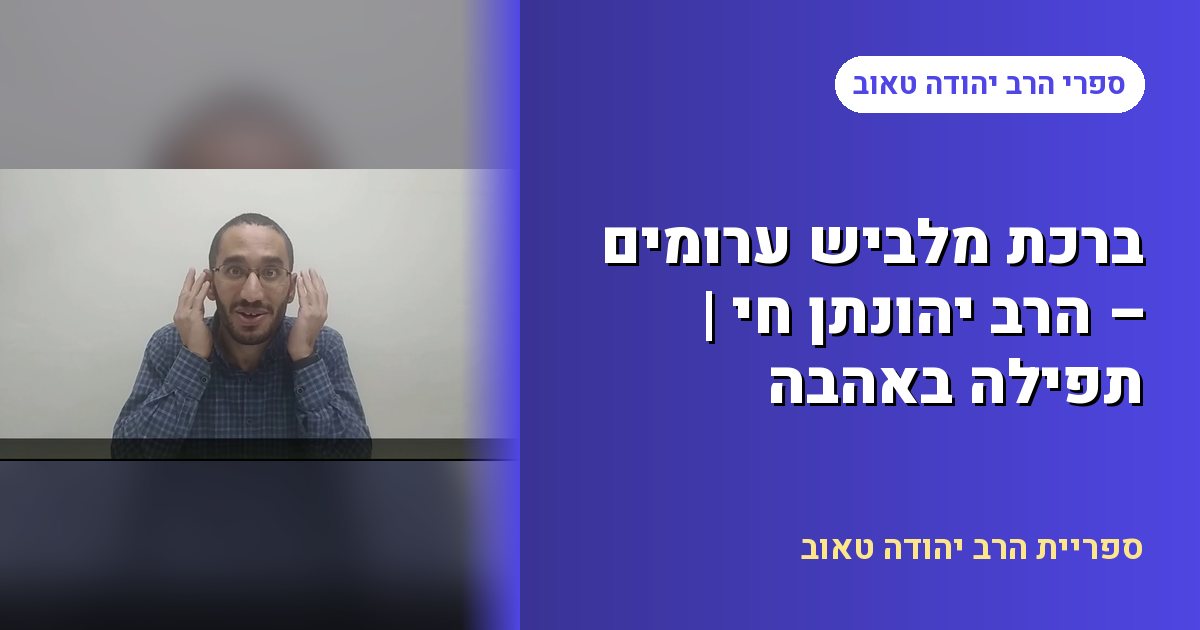 ספרי הרב יהודה טאוב
ברכת מלביש ערומים
– הרב יהונתן חי |
תפילה באהבה
ספריית הרב יהודה טאוב